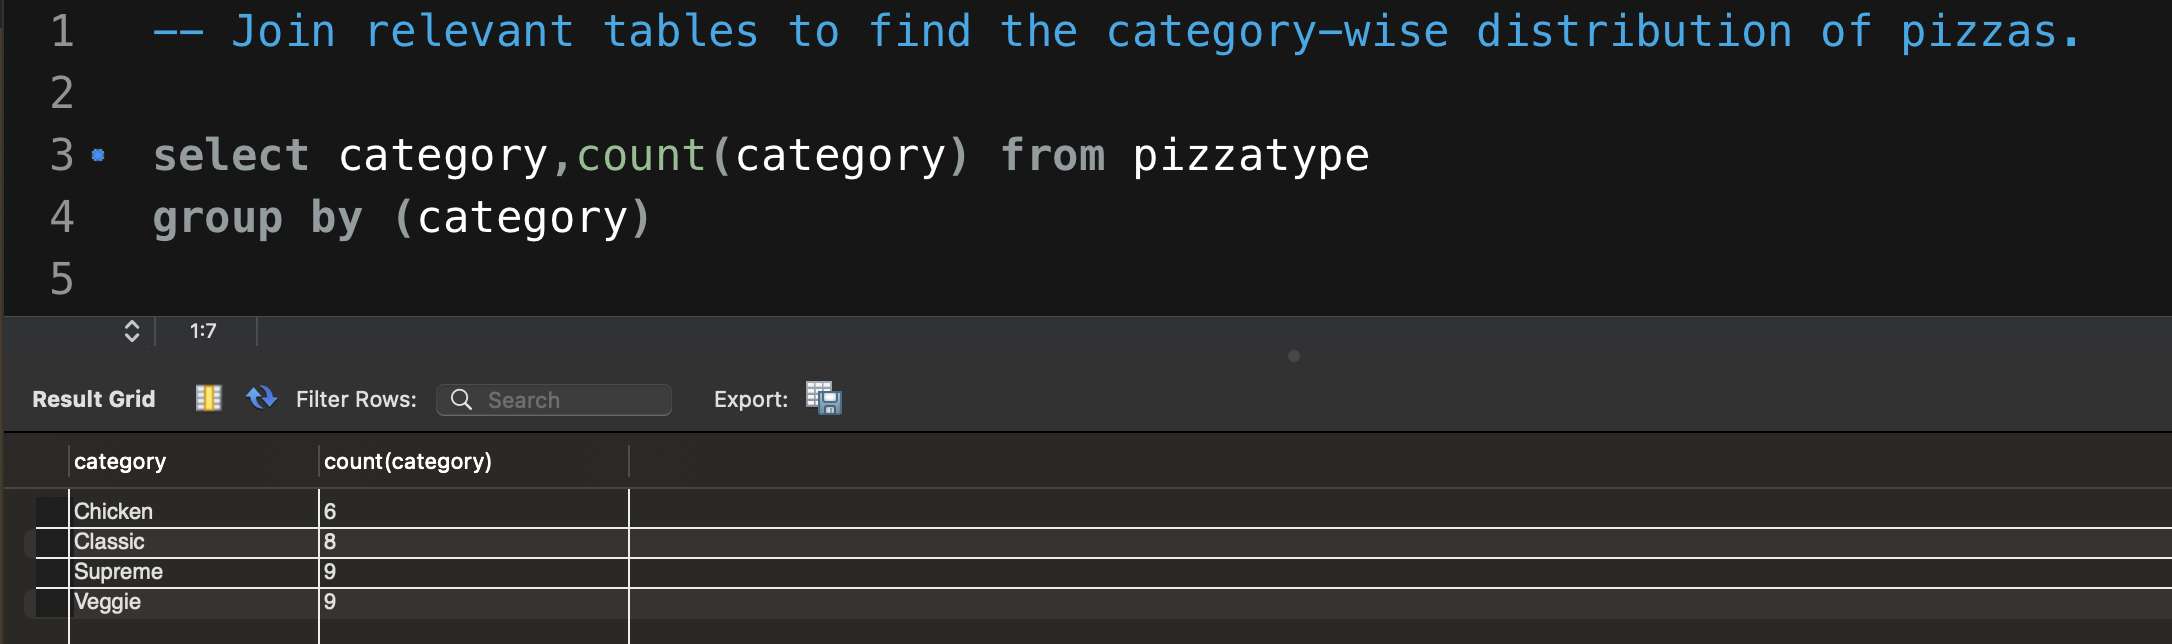 1 -- Join relevant tables to find the category-wise distribution of pizzas.
2
3 select category,count(category) from pizzatype
4 group by (category)
5
1:7
Result Grid Filter Rows: Search Export:
category count(category)
Chicken 6
Classic 8
Supreme 9
Veggie 9